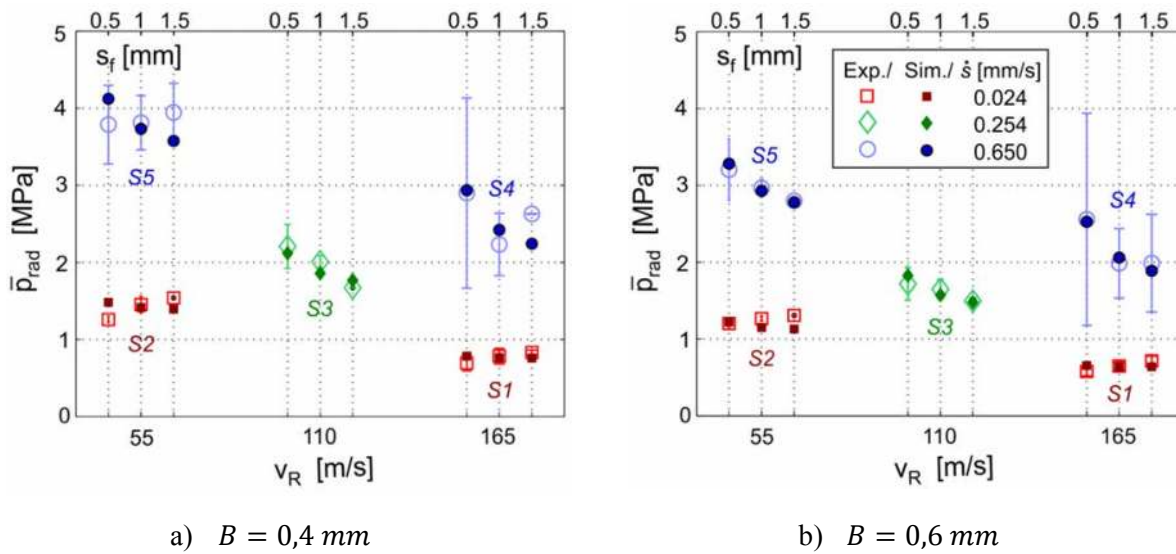 0.5 1 1.5 0.5 1 1.5 0.5 1 1.5
s_f [mm]
5
4
3
2
1
0
p̅_rad [MPa]
S5
S4
S3
S2
S1
55 110 165
v_R [m/s]
a) B = 0,4 mm
0.5 1 1.5 0.5 1 1.5 0.5 1 1.5
s_f [mm]
Exp./ Sim./ ṡ [mm/s]
0.024
0.254
0.650
5
4
3
2
1
0
p̅_rad [MPa]
S5
S4
S3
S2
S1
55 110 165
v_R [m/s]
b) B = 0,6 mm